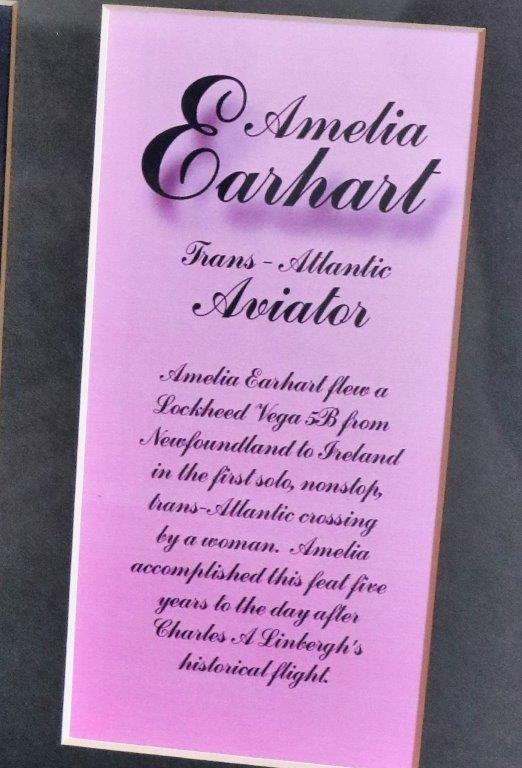 Amelia
Earhart
Trans - Atlantic
Aviator
Amelia Earhart flew a
Lockheed Vega 5B from
Newfoundland to Ireland
in the first solo, nonstop,
trans-Atlantic crossing
by a woman. Amelia
accomplished this feat five
years to the day after
Charles A Linbergh's
historical flight.